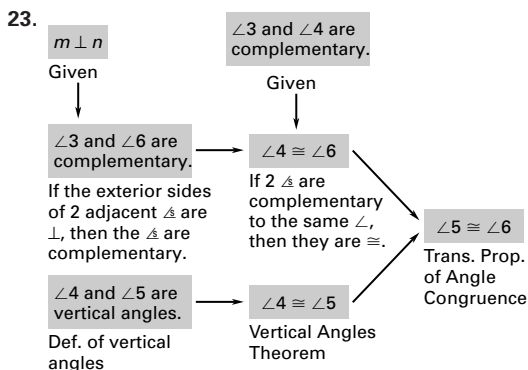 23.
m ⊥ n
Given
∠3 and ∠4 are
complementary.
Given
∠3 and ∠6 are
complementary.
If the exterior sides
of 2 adjacent ⦞ are
⊥, then the ⦞ are
complementary.
∠4 ≅ ∠6
If 2 ⦞ are
complementary
to the same ∠,
then they are ≅.
∠4 and ∠5 are
vertical angles.
Def. of vertical
angles
∠4 ≅ ∠5
Vertical Angles
Theorem
∠5 ≅ ∠6
Trans. Prop.
of Angle
Congruence